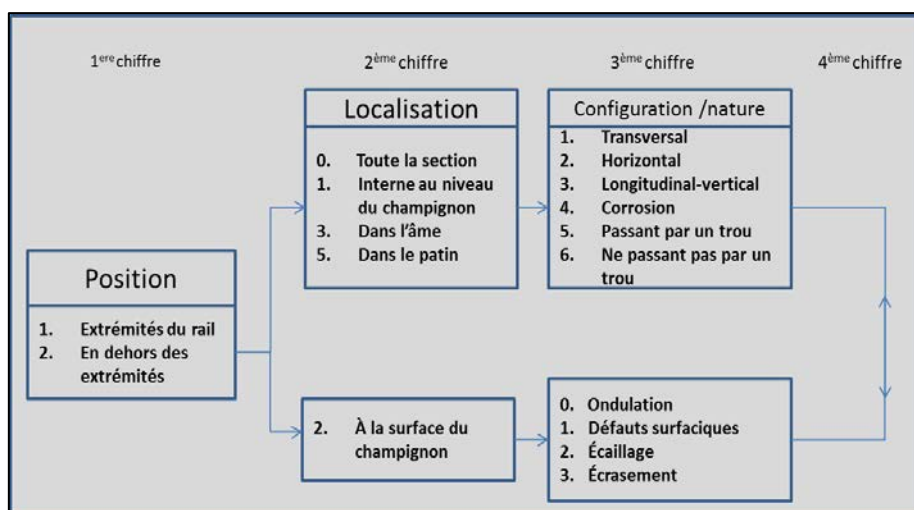 1ere chiffre
2ème chiffre
3ème chiffre
4ème chiffre
Localisation
0. Toute la section
1. Interne au niveau
du champignon
3. Dans l'âme
5. Dans le patin
Configuration /nature
1. Transversal
2. Horizontal
3. Longitudinal-vertical
4. Corrosion
5. Passant par un trou
6. Ne passant pas par un
trou
Position
1. Extrémités du rail
2. En dehors des
extrémités
2. À la surface du
champignon
0. Ondulation
1. Défauts surfaciques
2. Écaillage
3. Écrasement